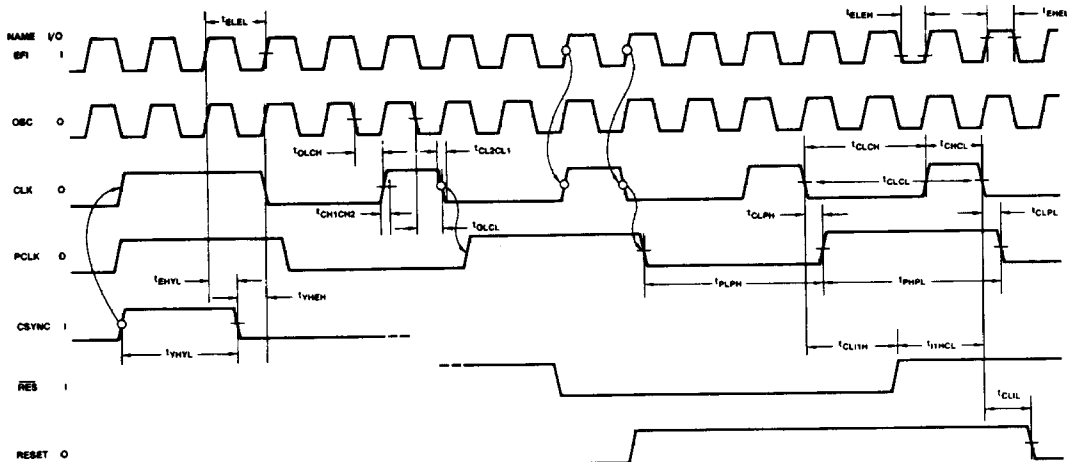 tELEL
tELEH
tEHEL
NAME I/O
EFI I
OSC O
tOLCH
tCL2CL1
tCLCH
tCHCL
CLK O
tCLCL
tCH1CH2
tOLCL
tCLPH
tCLPL
PCLK O
tEHYL
tYHEH
tPLPH
tPHPL
CSYNC I
tYHYL
tCLI1H
tI1HCL
RES I
tCLIL
RESET O